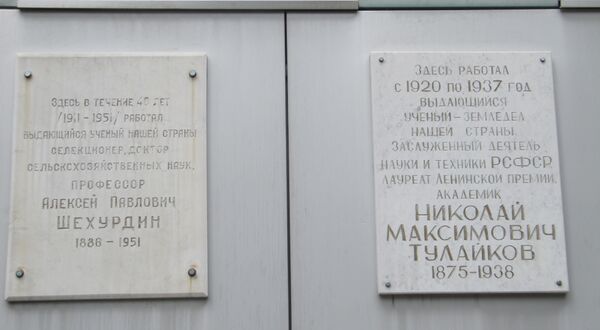 Здесь в течение 40 лет
/1911-1951/ работал
выдающийся ученый нашей страны
селекционер, доктор
сельскохозяйственных наук,
профессор
Алексей Павлович
Шехурдин
1886-1951
Здесь работал
с 1920 по 1937 год
выдающийся
ученый-земледел
нашей страны,
заслуженный деятель
науки и техники РСФСР
лауреат Ленинской премии,
академик
Николай
Максимович
Тулайков
1875-1938